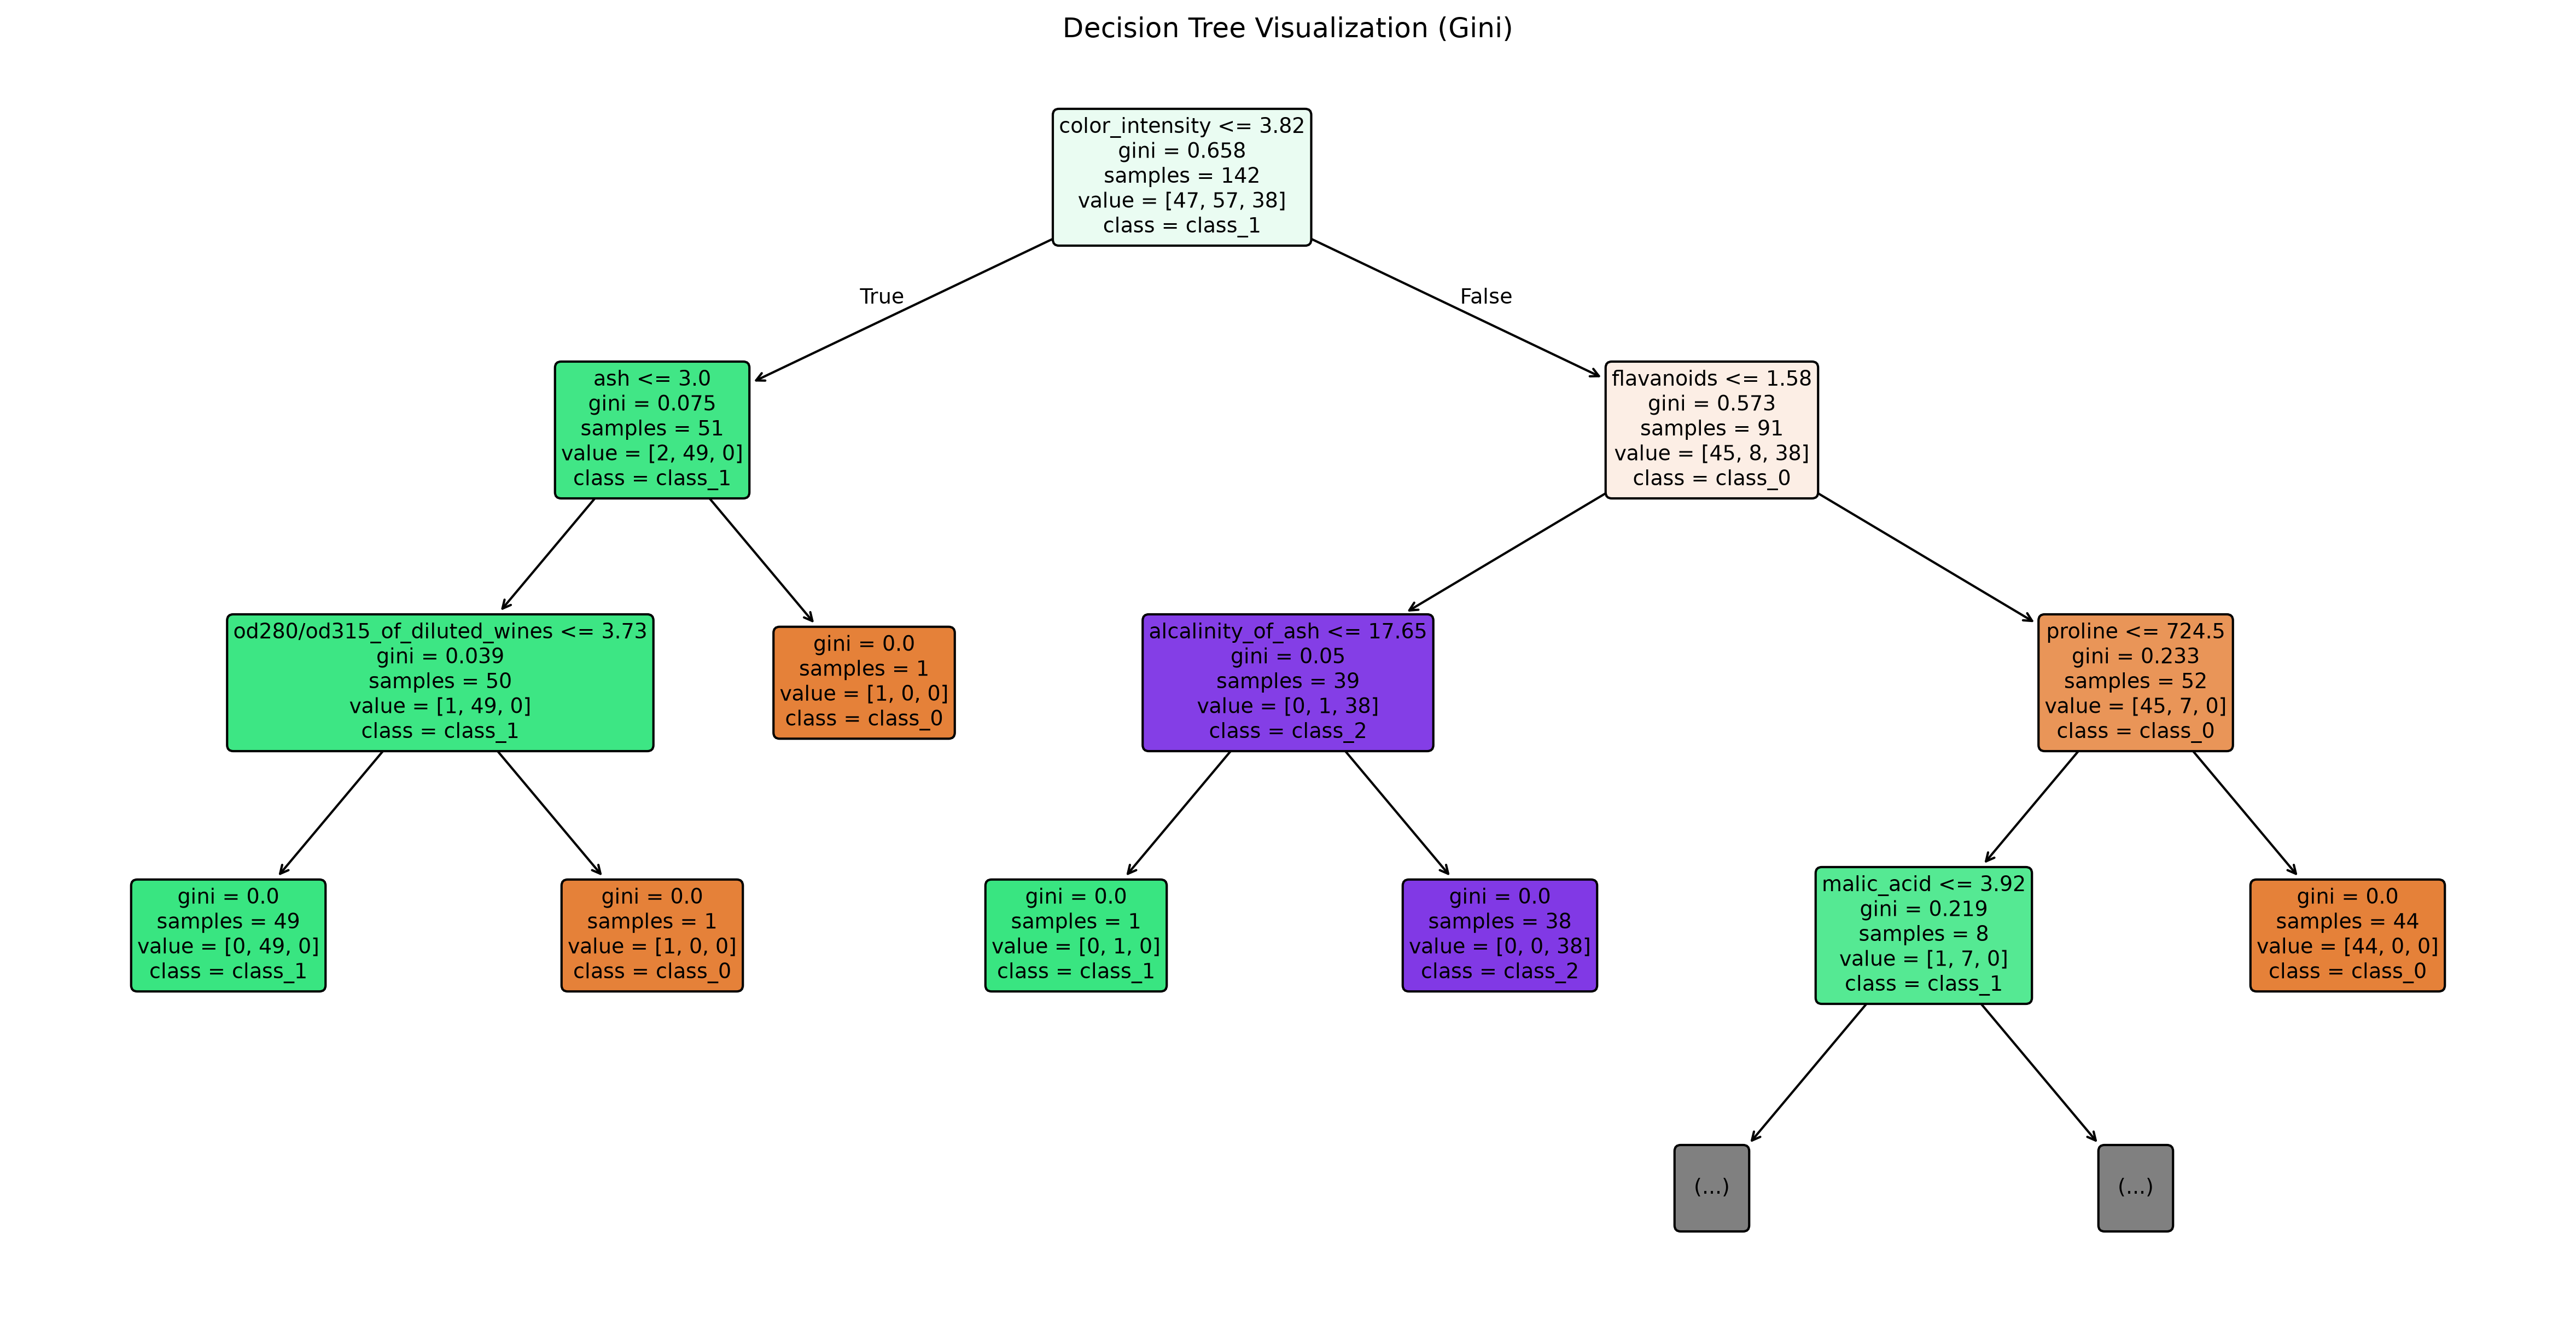 Decision Tree Visualization (Gini)
color_intensity <= 3.82
gini = 0.658
samples = 142
value = [47, 57, 38]
class = class_1
True
False
ash <= 3.0
gini = 0.075
samples = 51
value = [2, 49, 0]
class = class_1
flavanoids <= 1.58
gini = 0.573
samples = 91
value = [45, 8, 38]
class = class_0
od280/od315_of_diluted_wines <= 3.73
gini = 0.039
samples = 50
value = [1, 49, 0]
class = class_1
gini = 0.0
samples = 1
value = [1, 0, 0]
class = class_0
alcalinity_of_ash <= 17.65
gini = 0.05
samples = 39
value = [0, 1, 38]
class = class_2
proline <= 724.5
gini = 0.233
samples = 52
value = [45, 7, 0]
class = class_0
gini = 0.0
samples = 49
value = [0, 49, 0]
class = class_1
gini = 0.0
samples = 1
value = [1, 0, 0]
class = class_0
gini = 0.0
samples = 1
value = [0, 1, 0]
class = class_1
gini = 0.0
samples = 38
value = [0, 0, 38]
class = class_2
malic_acid <= 3.92
gini = 0.219
samples = 8
value = [1, 7, 0]
class = class_1
gini = 0.0
samples = 44
value = [44, 0, 0]
class = class_0
(...)
(...)